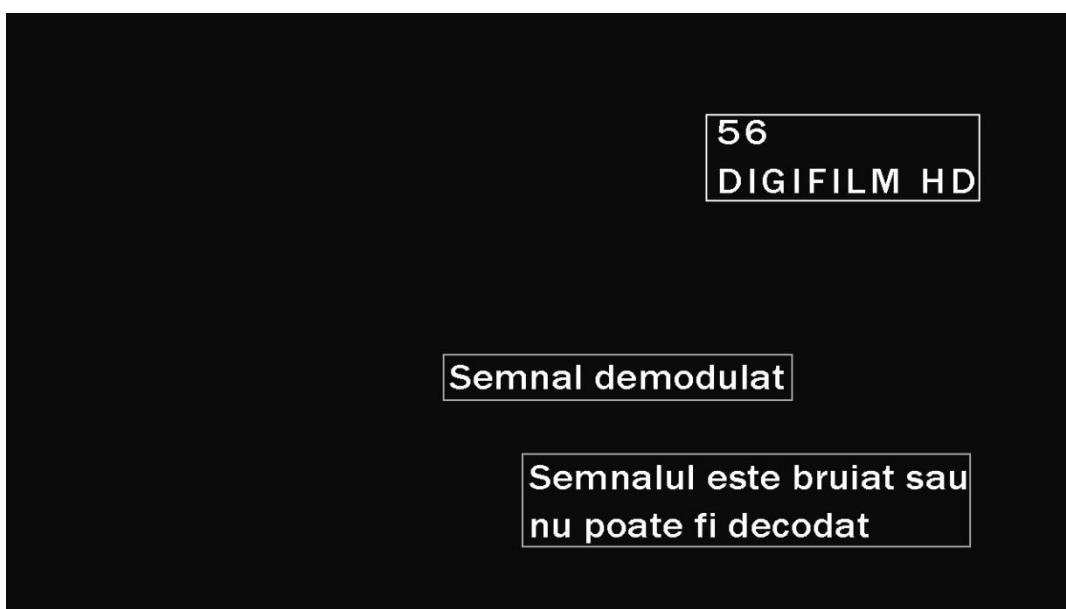 56
DIGIFILM HD
Semnal demodulat
Semnalul este bruiat sau
nu poate fi decodat